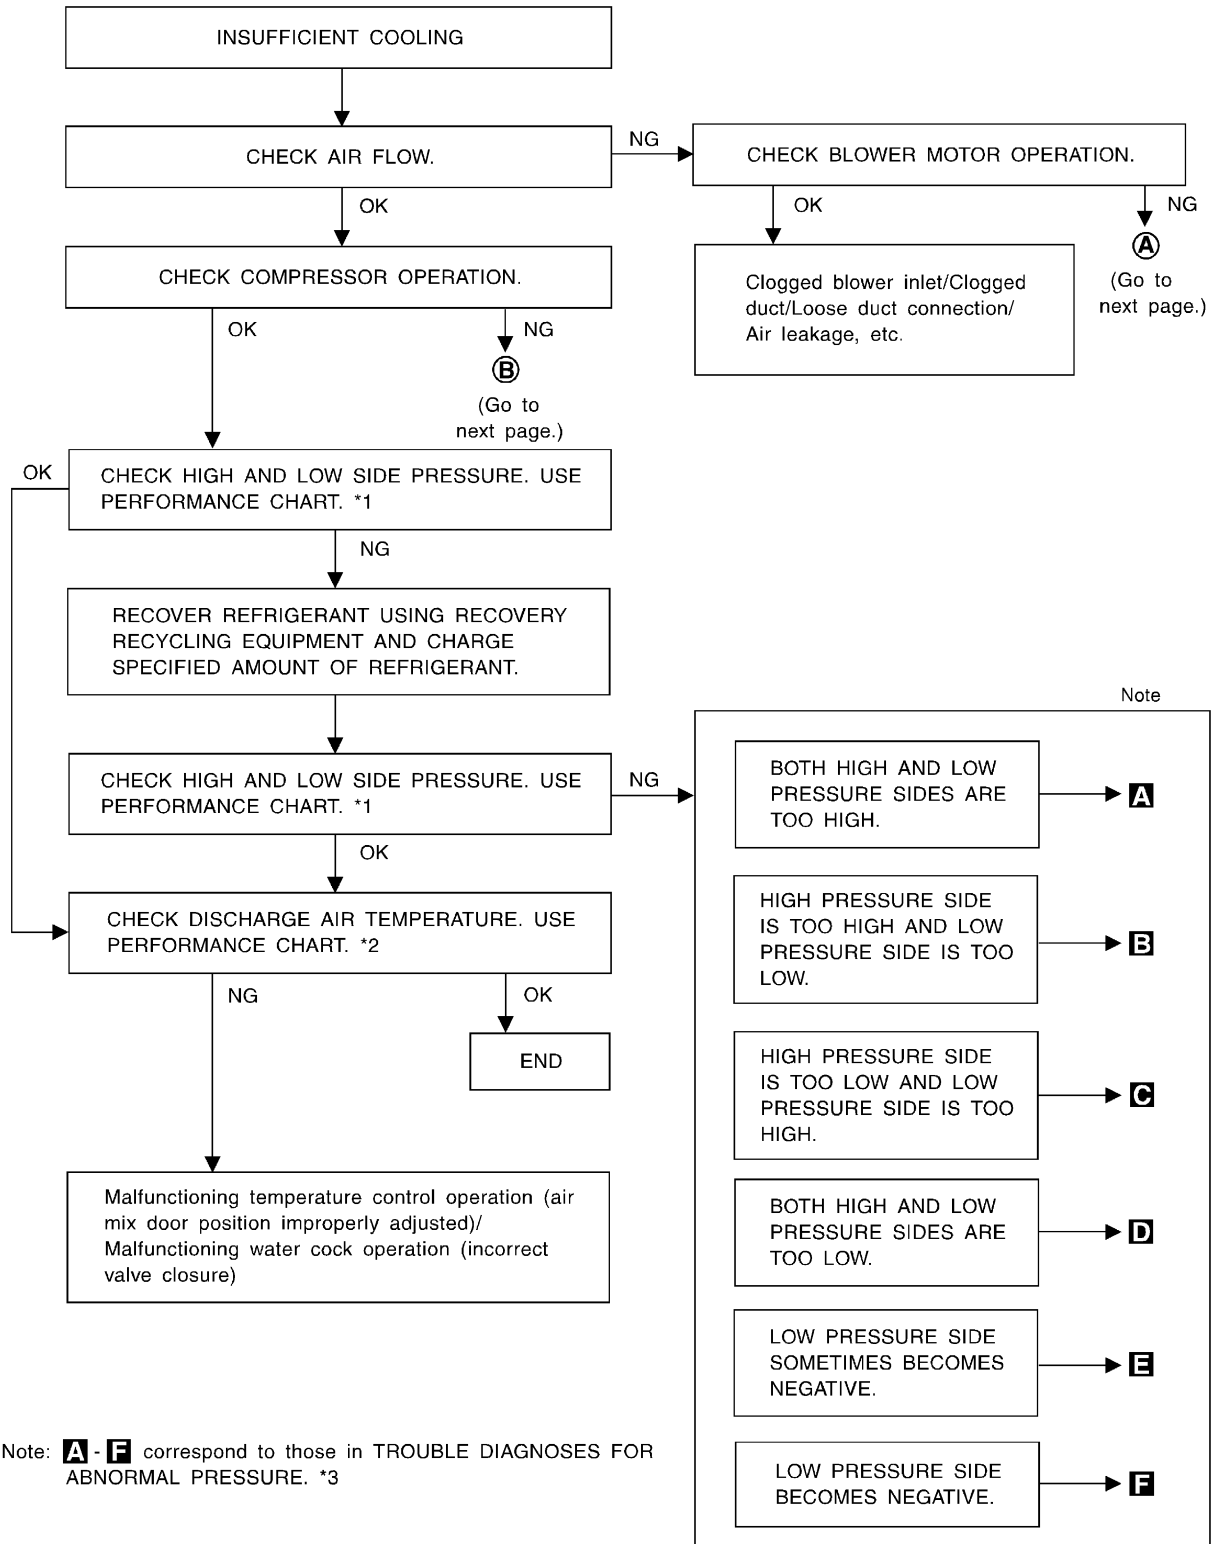 INSUFFICIENT COOLING
CHECK AIR FLOW.
NG
CHECK BLOWER MOTOR OPERATION.
OK
OK
NG
A
(Go to
next page.)
Clogged blower inlet/Clogged
duct/Loose duct connection/
Air leakage, etc.
CHECK COMPRESSOR OPERATION.
OK
NG
B
(Go to
next page.)
OK
CHECK HIGH AND LOW SIDE PRESSURE. USE
PERFORMANCE CHART. *1
NG
RECOVER REFRIGERANT USING RECOVERY
RECYCLING EQUIPMENT AND CHARGE
SPECIFIED AMOUNT OF REFRIGERANT.
CHECK HIGH AND LOW SIDE PRESSURE. USE
PERFORMANCE CHART. *1
NG
OK
CHECK DISCHARGE AIR TEMPERATURE. USE
PERFORMANCE CHART. *2
NG
OK
END
Malfunctioning temperature control operation (air
mix door position improperly adjusted)/
Malfunctioning water cock operation (incorrect
valve closure)
Note
BOTH HIGH AND LOW
PRESSURE SIDES ARE
TOO HIGH.
A
HIGH PRESSURE SIDE
IS TOO HIGH AND LOW
PRESSURE SIDE IS TOO
LOW.
B
HIGH PRESSURE SIDE
IS TOO LOW AND LOW
PRESSURE SIDE IS TOO
HIGH.
C
BOTH HIGH AND LOW
PRESSURE SIDES ARE
TOO LOW.
D
LOW PRESSURE SIDE
SOMETIMES BECOMES
NEGATIVE.
E
LOW PRESSURE SIDE
BECOMES NEGATIVE.
F
Note: A - F correspond to those in TROUBLE DIAGNOSES FOR
ABNORMAL PRESSURE. *3